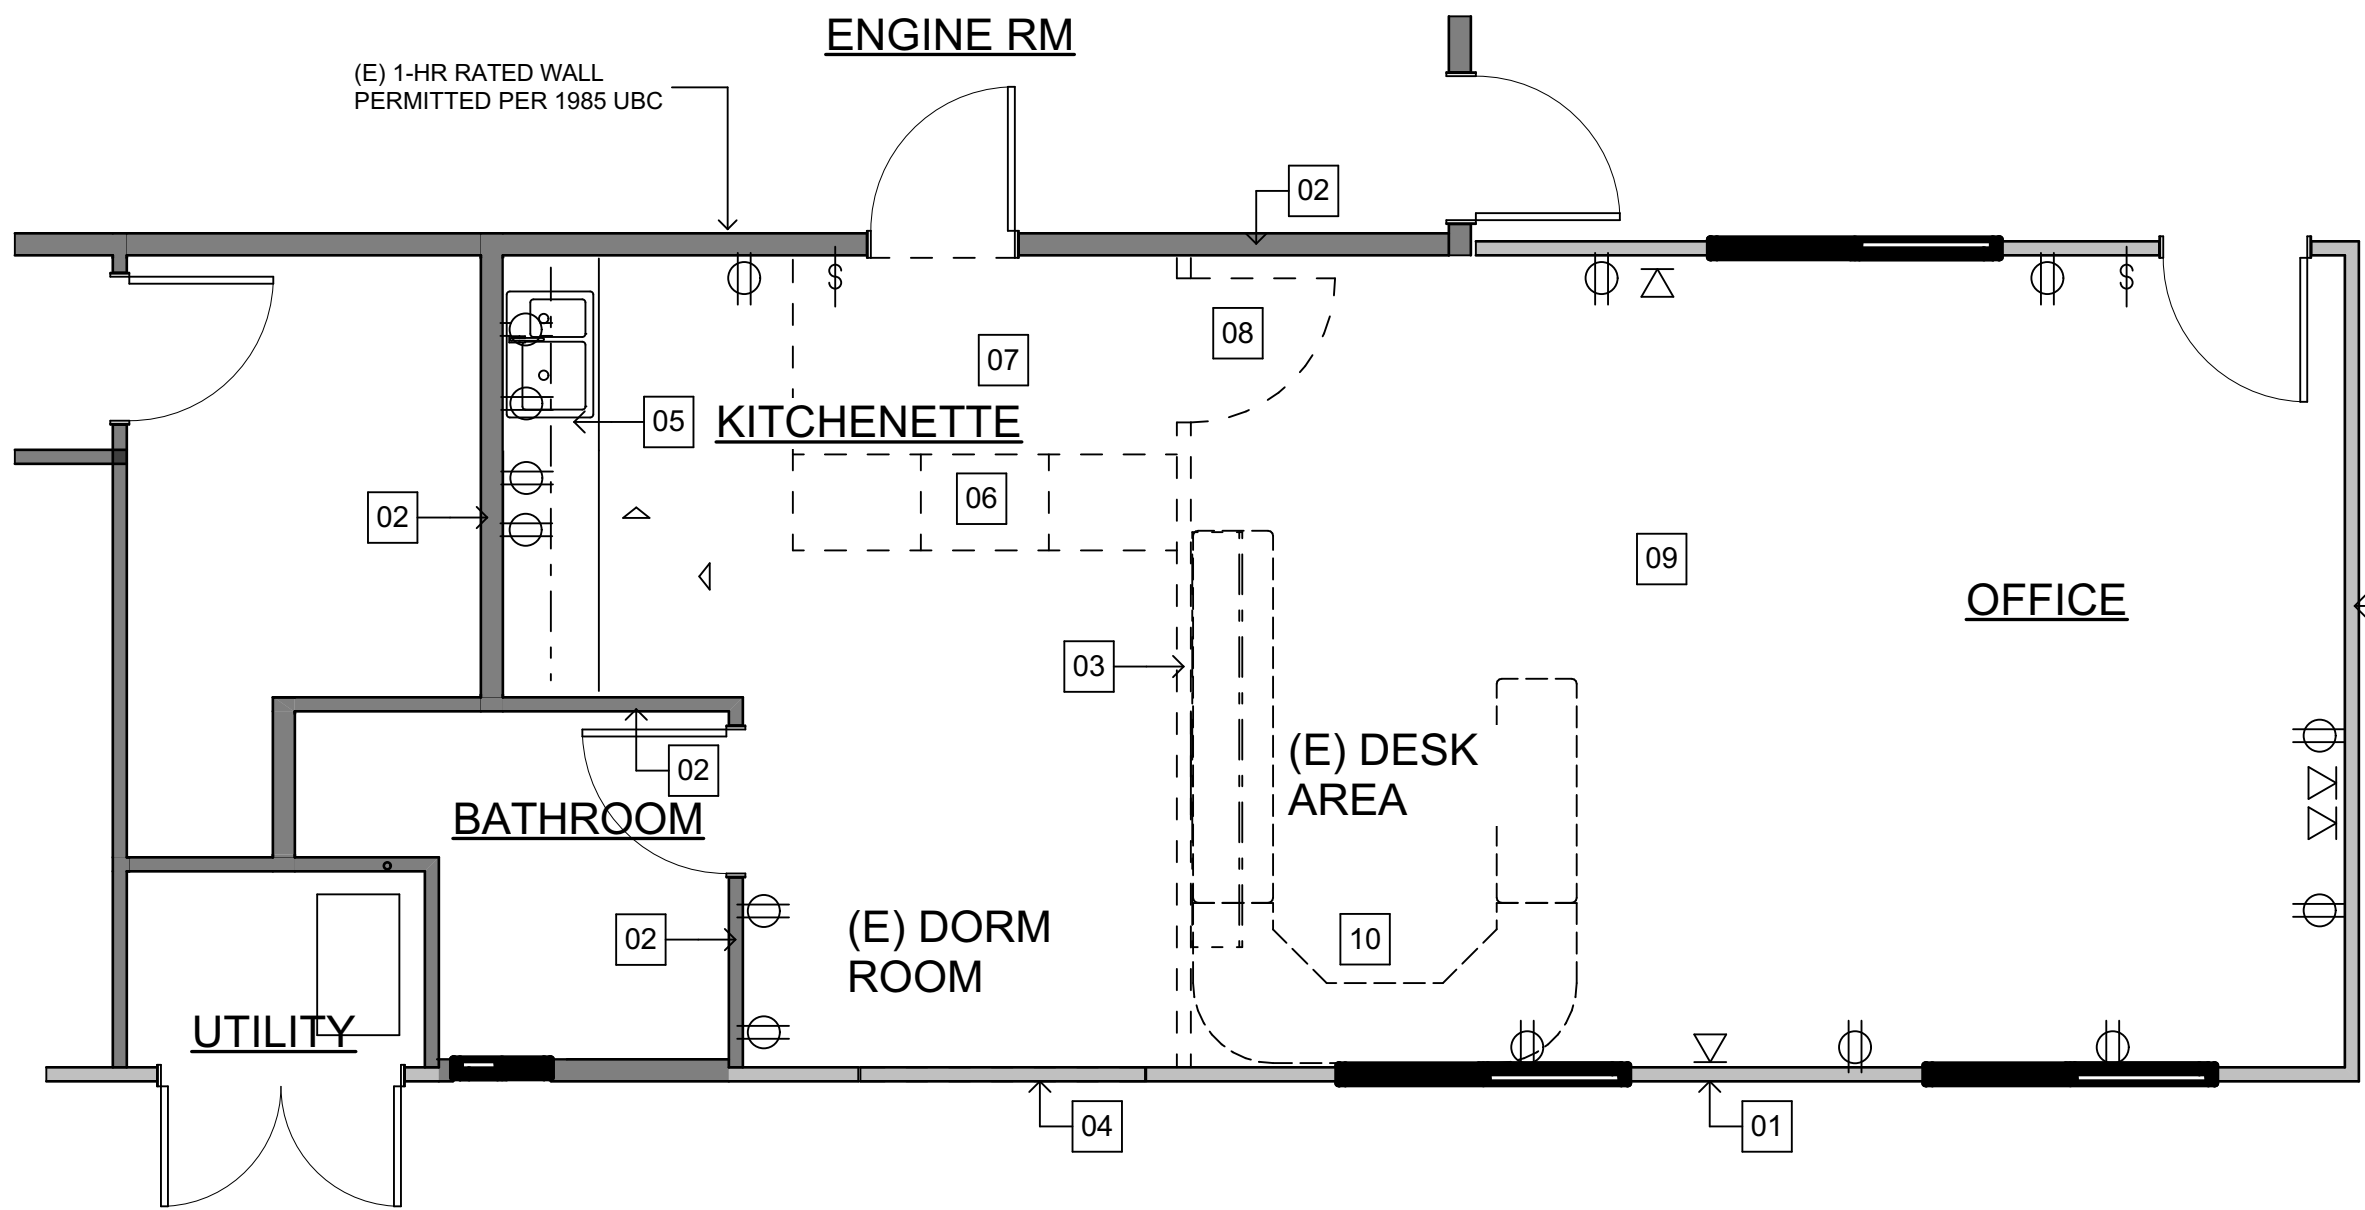 ENGINE RM
(E) 1-HR RATED WALL
PERMITTED PER 1985 UBC
02
$
$
08
07
05
KITCHENETTE
06
02
09
OFFICE
03
(E) DESK
AREA
02
BATHROOM
(E) DORM
ROOM
02
10
UTILITY
04
01